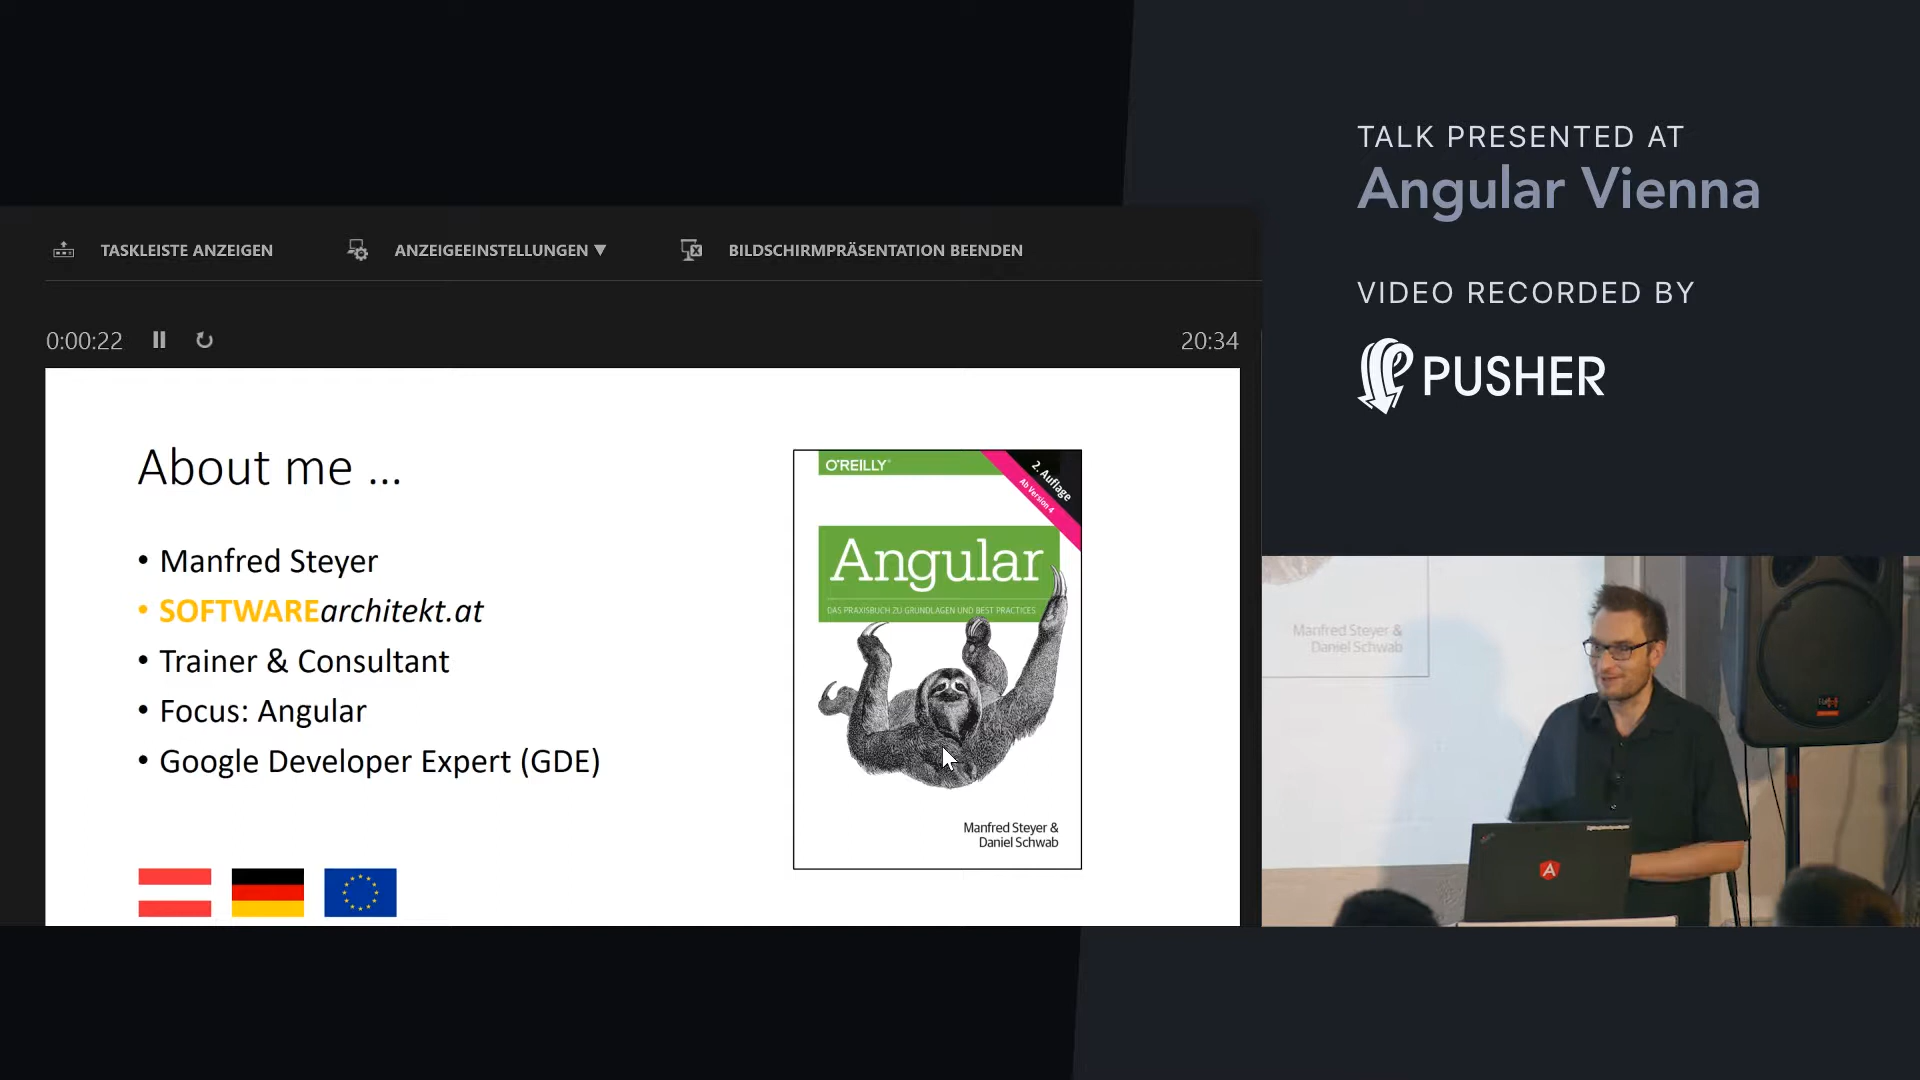 TALK PRESENTED AT
Angular Vienna
VIDEO RECORDED BY
PUSHER
TASKLEISTE ANZEIGEN
ANZEIGEEINSTELLUNGEN ▼
BILDSCHIRMPRÄSENTATION BEENDEN
0:00:22
20:34
About me ...
• Manfred Steyer
• SOFTWAREarchitekt.at
• Trainer & Consultant
• Focus: Angular
• Google Developer Expert (GDE)
O'REILLY®
2. Auflage
Ab Version 4
Angular
DAS PRAXISBUCH ZU GRUNDLAGEN UND BEST PRACTICES
Manfred Steyer &
Daniel Schwab
Manfred Steyer &
Daniel Schwab
A